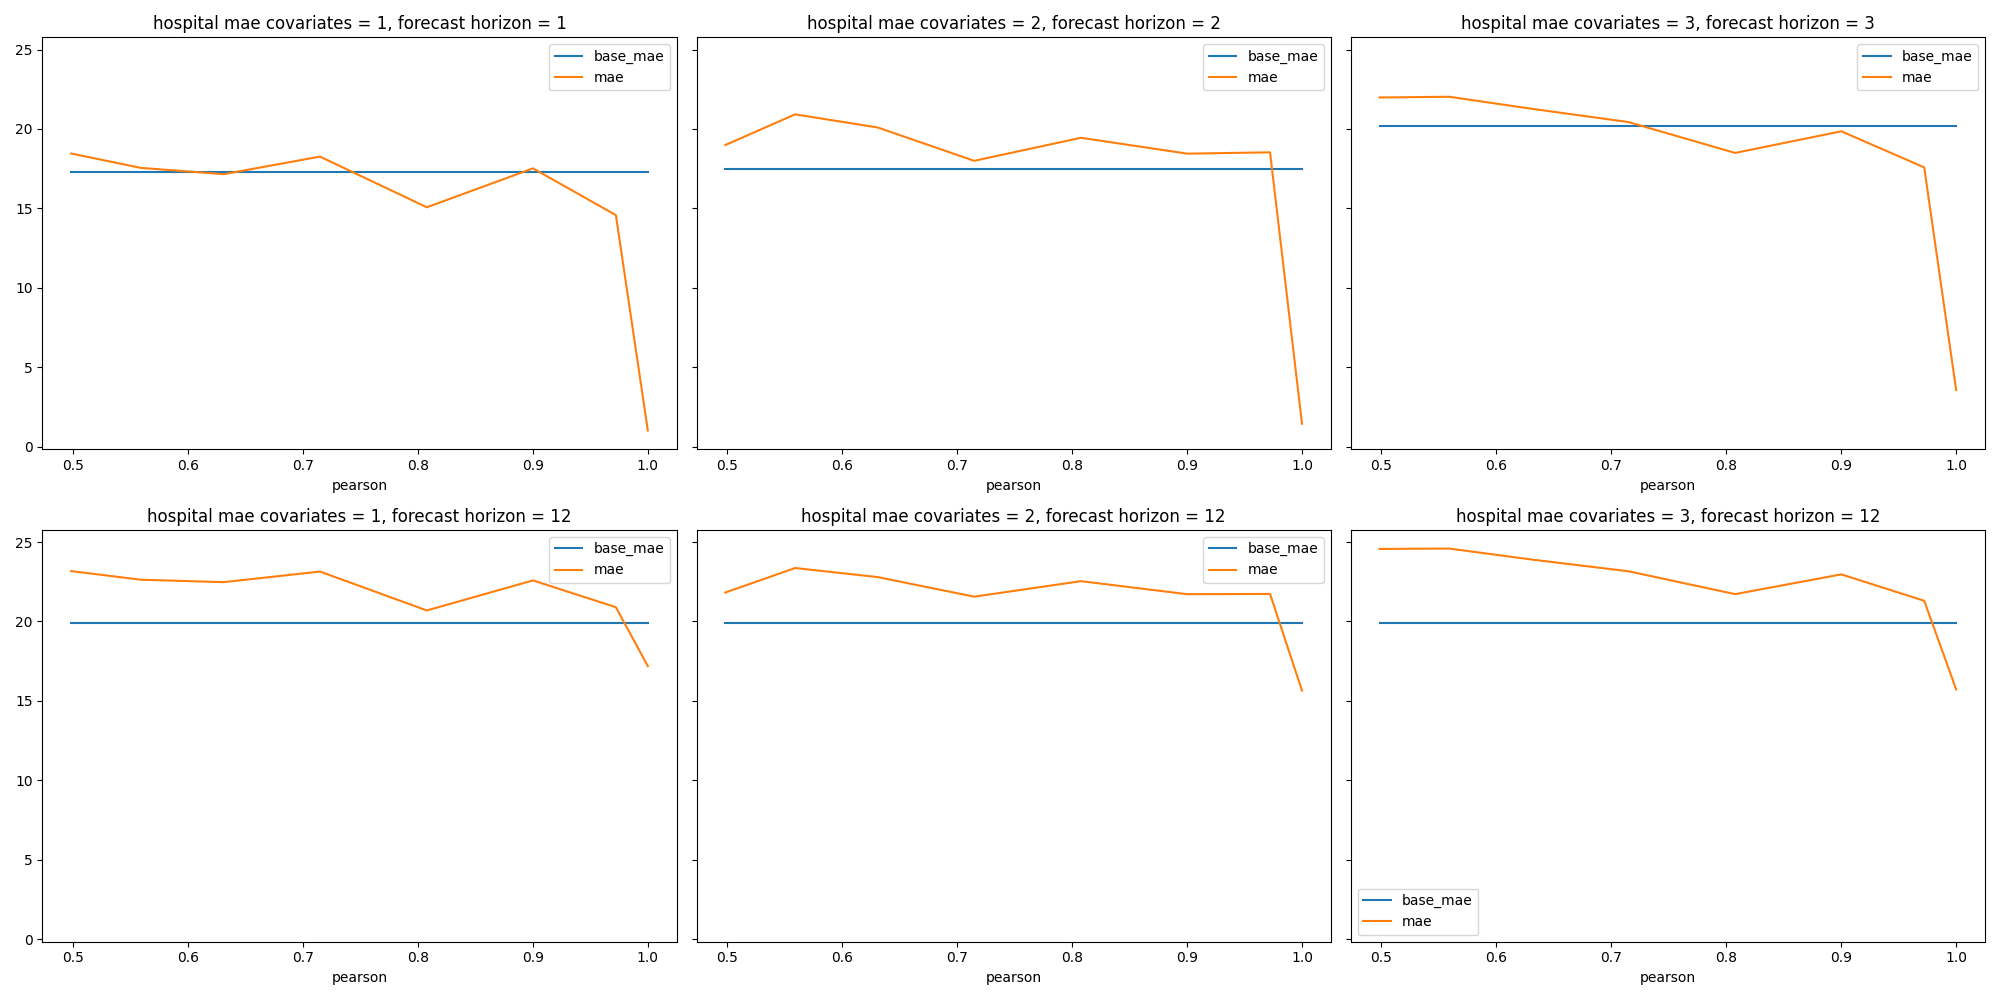 hospital mae covariates = 1, forecast horizon = 1
25
20
15
10
5
0
base_mae
mae
0.5 0.6 0.7 0.8 0.9 1.0
pearson
hospital mae covariates = 2, forecast horizon = 2
base_mae
mae
0.5 0.6 0.7 0.8 0.9 1.0
pearson
hospital mae covariates = 3, forecast horizon = 3
base_mae
mae
0.5 0.6 0.7 0.8 0.9 1.0
pearson
hospital mae covariates = 1, forecast horizon = 12
25
20
15
10
5
0
base_mae
mae
0.5 0.6 0.7 0.8 0.9 1.0
pearson
hospital mae covariates = 2, forecast horizon = 12
base_mae
mae
0.5 0.6 0.7 0.8 0.9 1.0
pearson
hospital mae covariates = 3, forecast horizon = 12
base_mae
mae
0.5 0.6 0.7 0.8 0.9 1.0
pearson